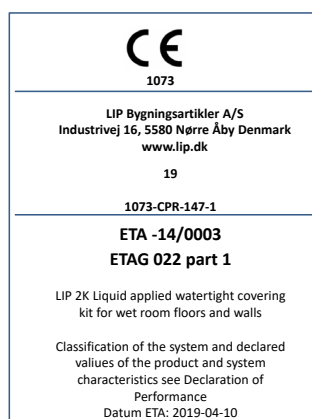 CE
1073
LIP Bygningsartikler A/S
Industrivej 16, 5580 Nørre Åby Denmark
www.lip.dk
19
1073-CPR-147-1
ETA -14/0003
ETAG 022 part 1
LIP 2K Liquid applied watertight covering
kit for wet room floors and walls
Classification of the system and declared
valiues of the product and system
characteristics see Declaration of
Performance
Datum ETA: 2019-04-10